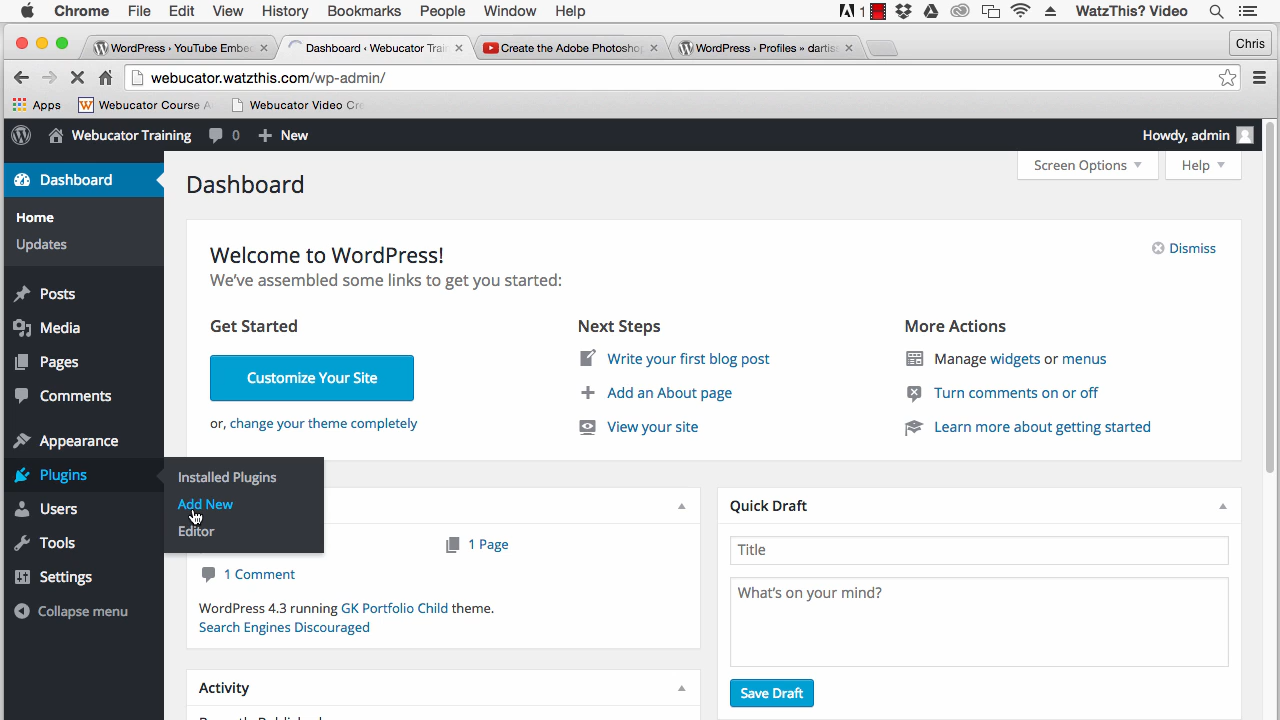 Chrome File Edit View History Bookmarks People Window Help 1 WatzThis? Video
WordPress › YouTube Embe Dashboard ‹ Webucator Trai Create the Adobe Photosho WordPress › Profiles » dartis Chris
webucator.watzthis.com/wp-admin/
Apps Webucator Course A Webucator Video Cre
Webucator Training 0 New Howdy, admin
Screen Options Help
Dashboard
Home
Updates
Posts
Media
Pages
Comments
Appearance
Plugins
Users
Tools
Settings
Collapse menu
Installed Plugins
Add New
Editor
Dashboard
Welcome to WordPress!
Dismiss
We've assembled some links to get you started:
Get Started
Customize Your Site
or, change your theme completely
Next Steps
Write your first blog post
Add an About page
View your site
More Actions
Manage widgets or menus
Turn comments on or off
Learn more about getting started
1 Page
1 Comment
WordPress 4.3 running GK Portfolio Child theme.
Search Engines Discouraged
Activity
Quick Draft
Title
What's on your mind?
Save Draft